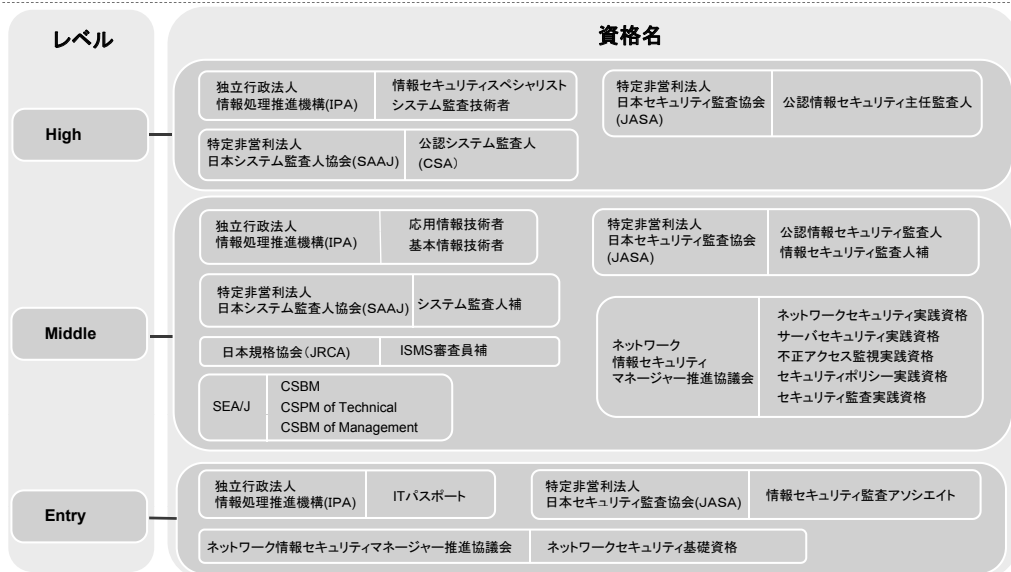 レベル
資格名
High
独立行政法人
情報処理推進機構(IPA)
情報セキュリティスペシャリスト
システム監査技術者
特定非営利法人
日本セキュリティ監査協会
(JASA)
公認情報セキュリティ主任監査人
特定非営利法人
日本システム監査人協会(SAAJ)
公認システム監査人
(CSA)
Middle
独立行政法人
情報処理推進機構(IPA)
応用情報技術者
基本情報技術者
特定非営利法人
日本セキュリティ監査協会
(JASA)
公認情報セキュリティ監査人
情報セキュリティ監査人補
特定非営利法人
日本システム監査人協会(SAAJ)
システム監査人補
日本規格協会(JRCA)
ISMS審査員補
ネットワーク
情報セキュリティ
マネージャー推進協議会
ネットワークセキュリティ実践資格
サーバセキュリティ実践資格
不正アクセス監視実践資格
セキュリティポリシー実践資格
セキュリティ監査実践資格
SEA/J
CSBM
CSPM of Technical
CSBM of Management
Entry
独立行政法人
情報処理推進機構(IPA)
ITパスポート
特定非営利法人
日本セキュリティ監査協会(JASA)
情報セキュリティ監査アソシエイト
ネットワーク情報セキュリティマネージャー推進協議会
ネットワークセキュリティ基礎資格